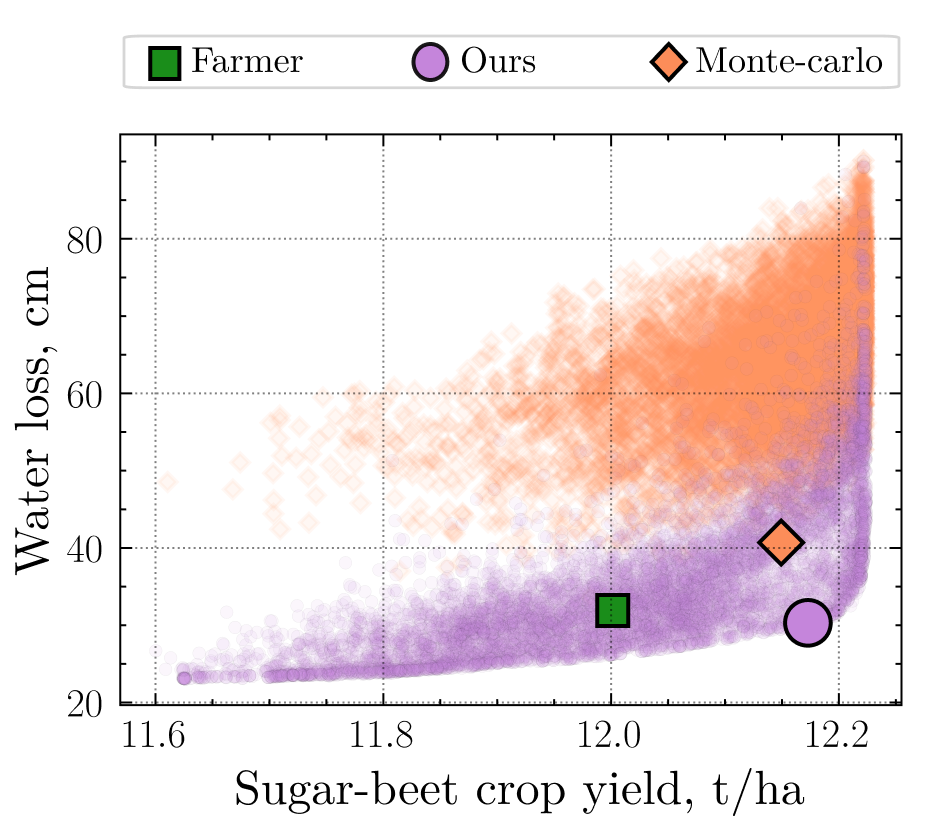 Farmer Ours Monte-carlo
80
60
40
20
Water loss, cm
11.6 11.8 12.0 12.2
Sugar-beet crop yield, t/ha